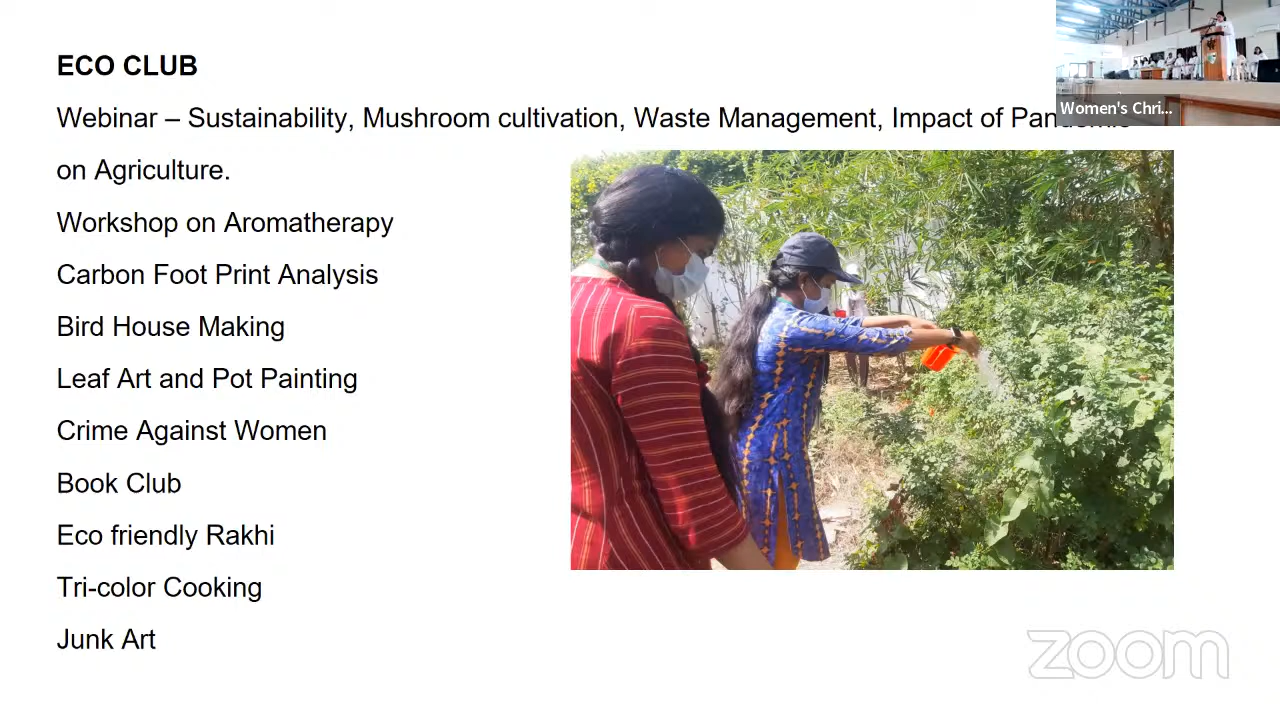 ECO CLUB
Webinar – Sustainability, Mushroom cultivation, Waste Management, Impact of Pandemic
on Agriculture.
Workshop on Aromatherapy
Carbon Foot Print Analysis
Bird House Making
Leaf Art and Pot Painting
Crime Against Women
Book Club
Eco friendly Rakhi
Tri-color Cooking
Junk Art
Women's Chri...
zoom